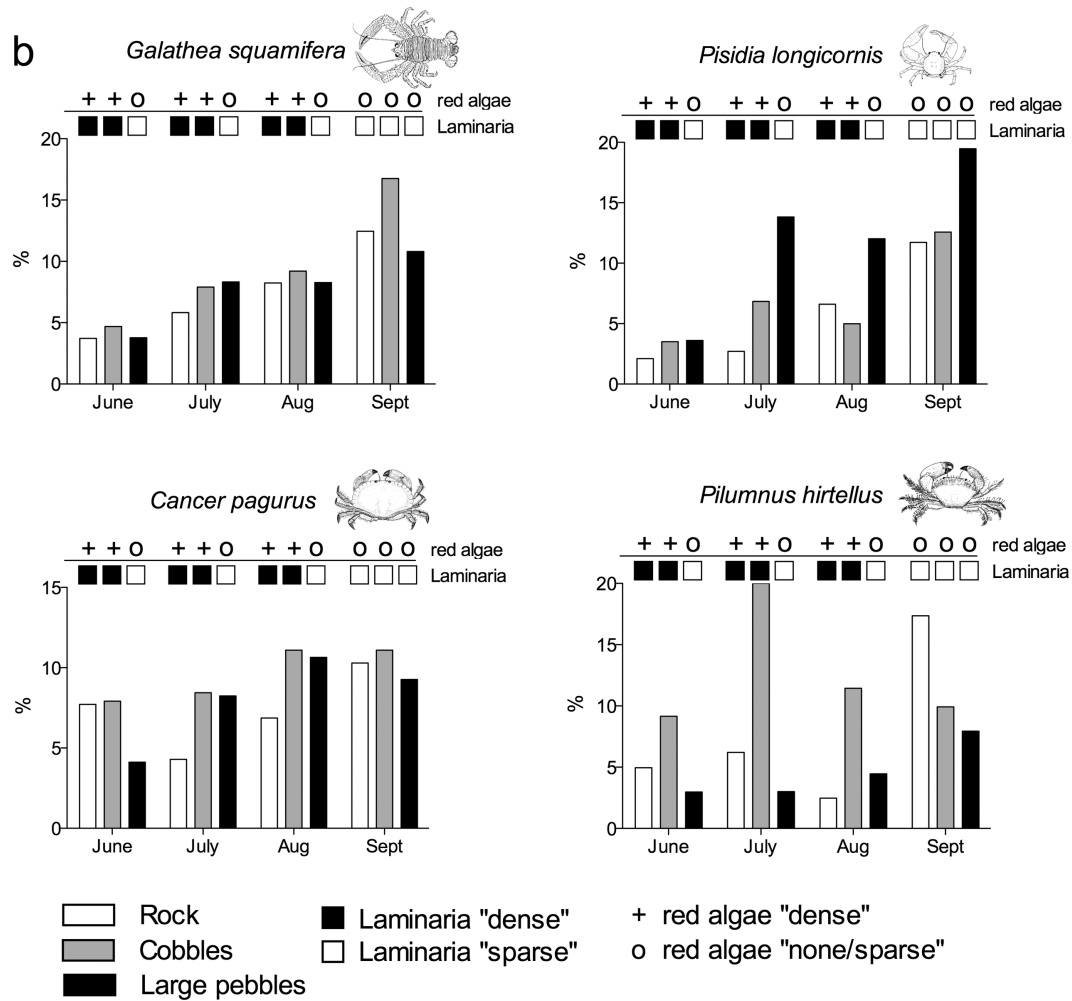 b
Galathea squamifera
+ + o + + o + + o o o o red algae
Laminaria
20
15
10
5
0
%
June July Aug Sept
Pisidia longicornis
+ + o + + o + + o o o o red algae
Laminaria
20
15
10
5
0
%
June July Aug Sept
Cancer pagurus
+ + o + + o + + o o o o red algae
Laminaria
15
10
5
0
%
June July Aug Sept
Pilumnus hirtellus
+ + o + + o + + o o o o red algae
Laminaria
20
15
10
5
0
%
June July Aug Sept
Rock
Cobbles
Large pebbles
Laminaria "dense"
Laminaria "sparse"
+ red algae "dense"
o red algae "none/sparse"